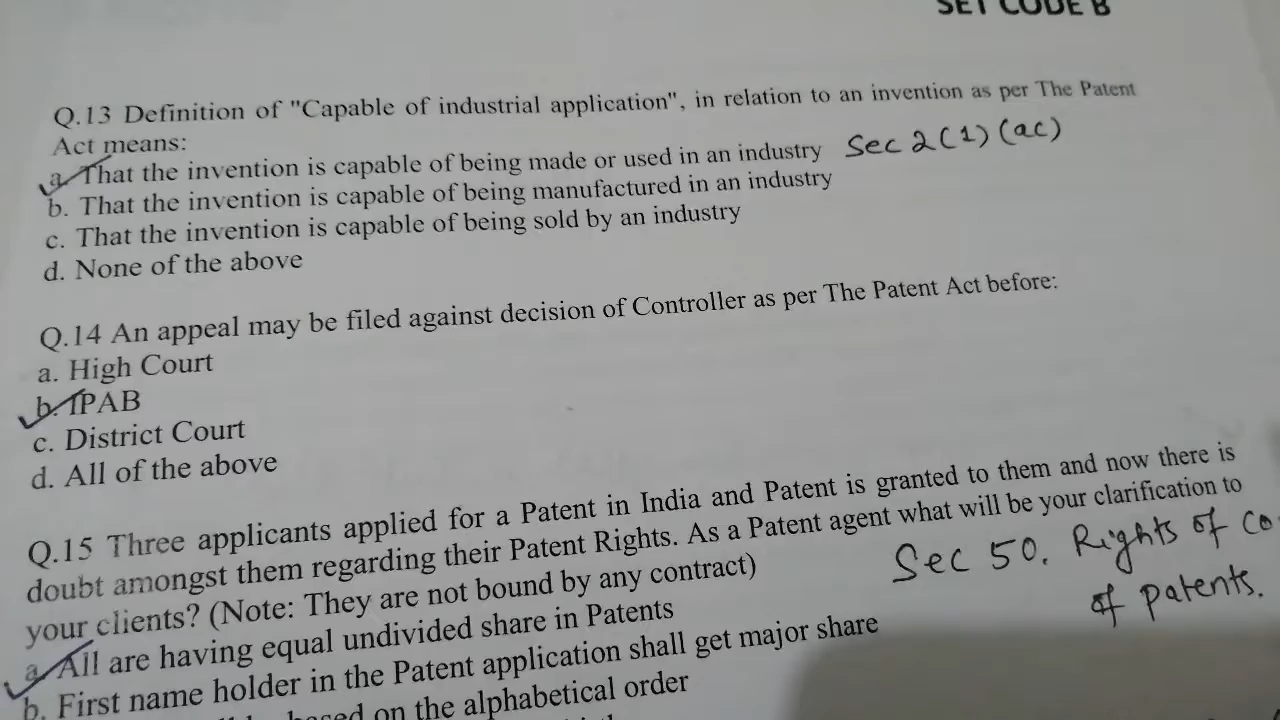 SET CODE B
Q.13 Definition of "Capable of industrial application", in relation to an invention as per The Patent
Act means:
a. That the invention is capable of being made or used in an industry Sec 2(1)(ac)
b. That the invention is capable of being manufactured in an industry
c. That the invention is capable of being sold by an industry
d. None of the above
Q.14 An appeal may be filed against decision of Controller as per The Patent Act before:
a. High Court
b. IPAB
c. District Court
d. All of the above
Q.15 Three applicants applied for a Patent in India and Patent is granted to them and now there is
doubt amongst them regarding their Patent Rights. As a Patent agent what will be your clarification to
your clients? (Note: They are not bound by any contract)
Sec 50. Rights of co
of patents.
a. All are having equal undivided share in Patents
b. First name holder in the Patent application shall get major share
based on the alphabetical order